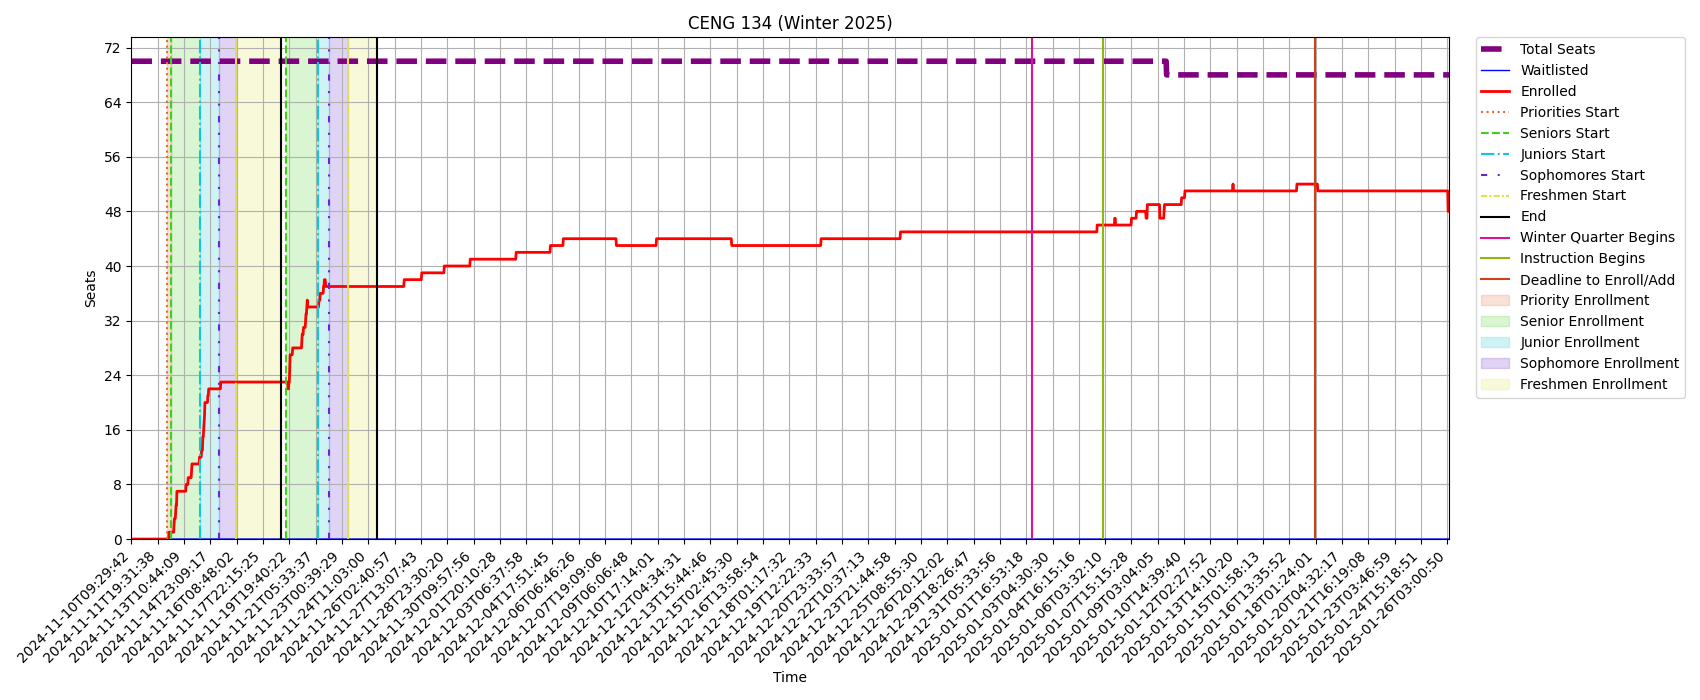 CENG 134 (Winter 2025)
72
64
56
48
40
32
24
16
8
0
Seats
2024-11-10T09:29:42
2024-11-11T19:31:38
2024-11-13T10:44:09
2024-11-14T23:09:17
2024-11-16T08:48:02
2024-11-17T22:15:25
2024-11-19T19:40:22
2024-11-21T05:33:37
2024-11-23T00:39:29
2024-11-24T11:03:00
2024-11-26T02:40:57
2024-11-27T13:07:43
2024-11-28T23:30:20
2024-11-30T09:57:56
2024-12-01T20:10:28
2024-12-03T06:37:58
2024-12-04T17:51:45
2024-12-06T06:46:26
2024-12-07T19:09:06
2024-12-09T06:06:48
2024-12-10T17:14:01
2024-12-12T04:34:31
2024-12-13T15:44:46
2024-12-15T02:45:30
2024-12-16T13:58:54
2024-12-18T01:17:32
2024-12-19T12:22:33
2024-12-20T23:33:57
2024-12-22T10:37:13
2024-12-23T21:44:58
2024-12-25T08:55:30
2024-12-26T20:12:02
2024-12-29T18:26:47
2024-12-31T05:33:56
2025-01-01T16:53:18
2025-01-03T04:30:30
2025-01-04T16:15:16
2025-01-06T03:32:10
2025-01-07T15:15:28
2025-01-09T03:04:05
2025-01-10T14:39:40
2025-01-12T02:27:52
2025-01-13T14:10:20
2025-01-15T01:58:13
2025-01-16T13:35:52
2025-01-18T01:24:01
2025-01-20T04:32:17
2025-01-21T16:19:08
2025-01-23T03:46:59
2025-01-24T15:18:51
2025-01-26T03:00:50
Time
Total Seats
Waitlisted
Enrolled
Priorities Start
Seniors Start
Juniors Start
Sophomores Start
Freshmen Start
End
Winter Quarter Begins
Instruction Begins
Deadline to Enroll/Add
Priority Enrollment
Senior Enrollment
Junior Enrollment
Sophomore Enrollment
Freshmen Enrollment